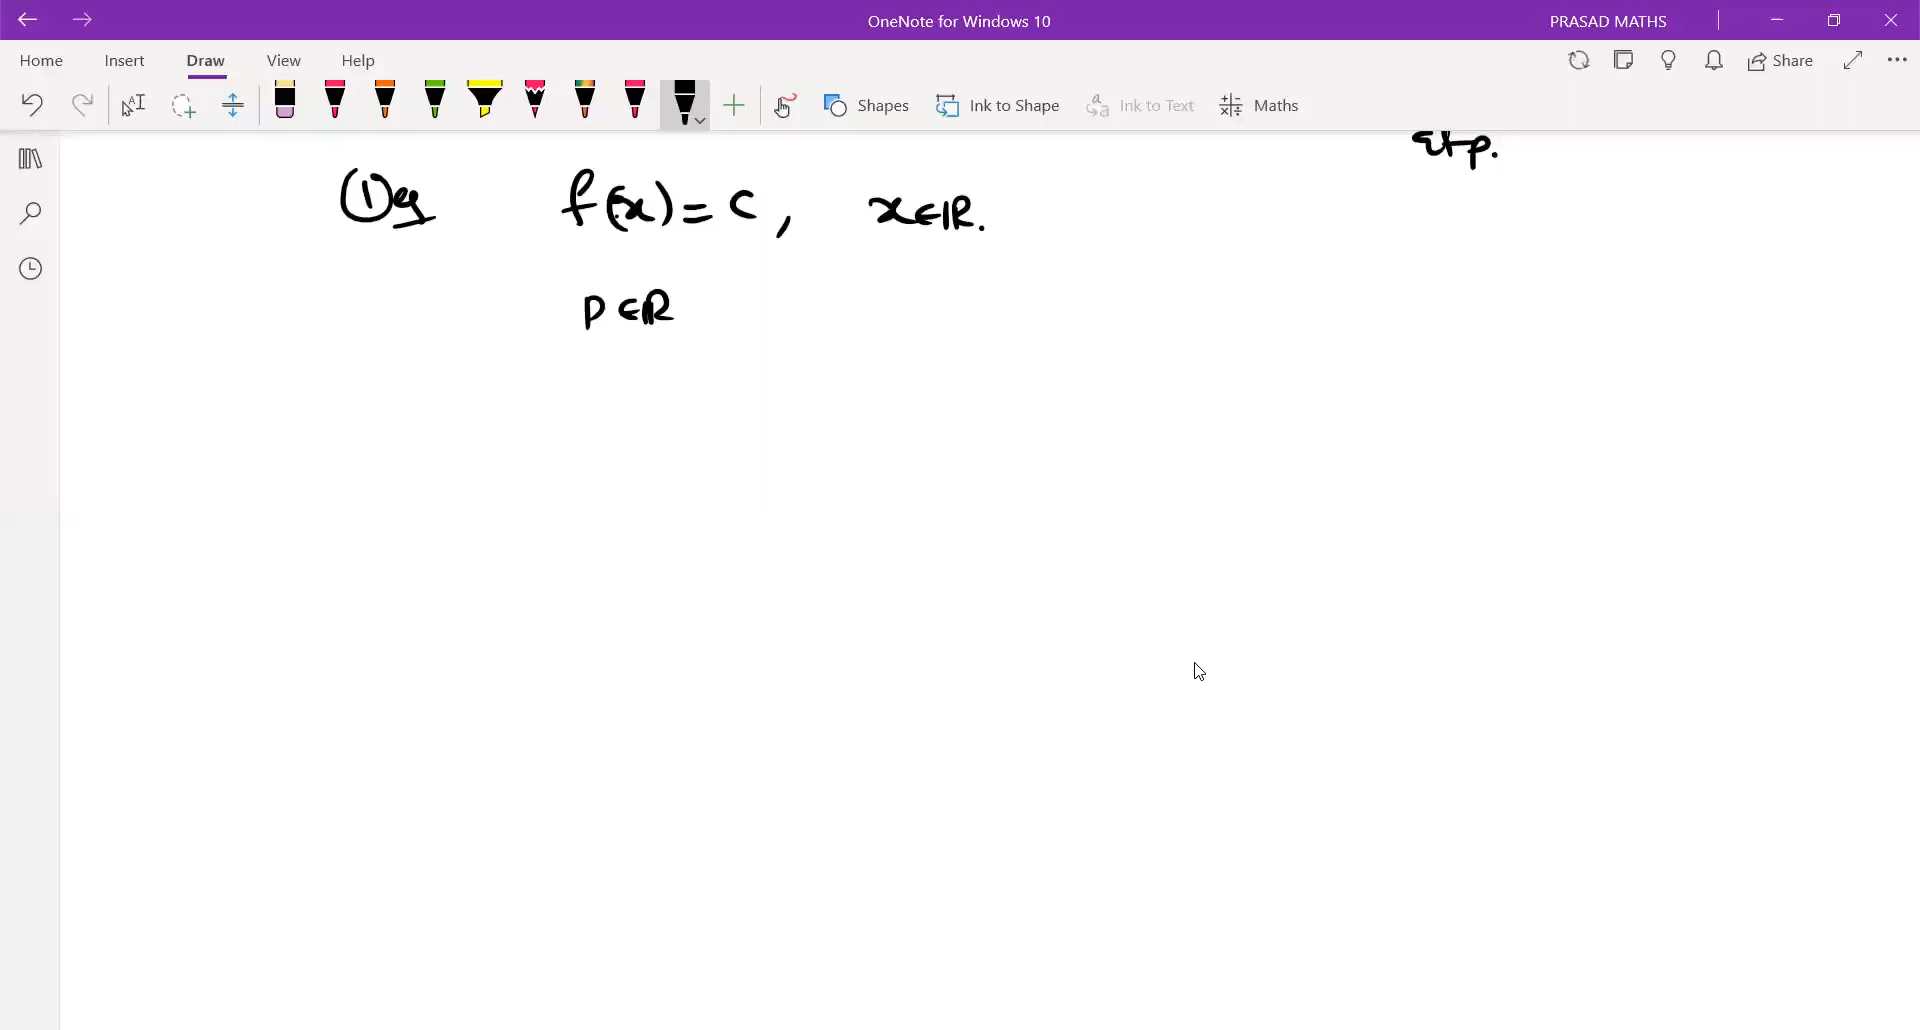 OneNote for Windows 10
PRASAD MATHS
Home Insert Draw View Help
Share
Shapes Ink to Shape Ink to Text Maths
① eg f(x) = c, x∈ℝ.
p∈ℝ